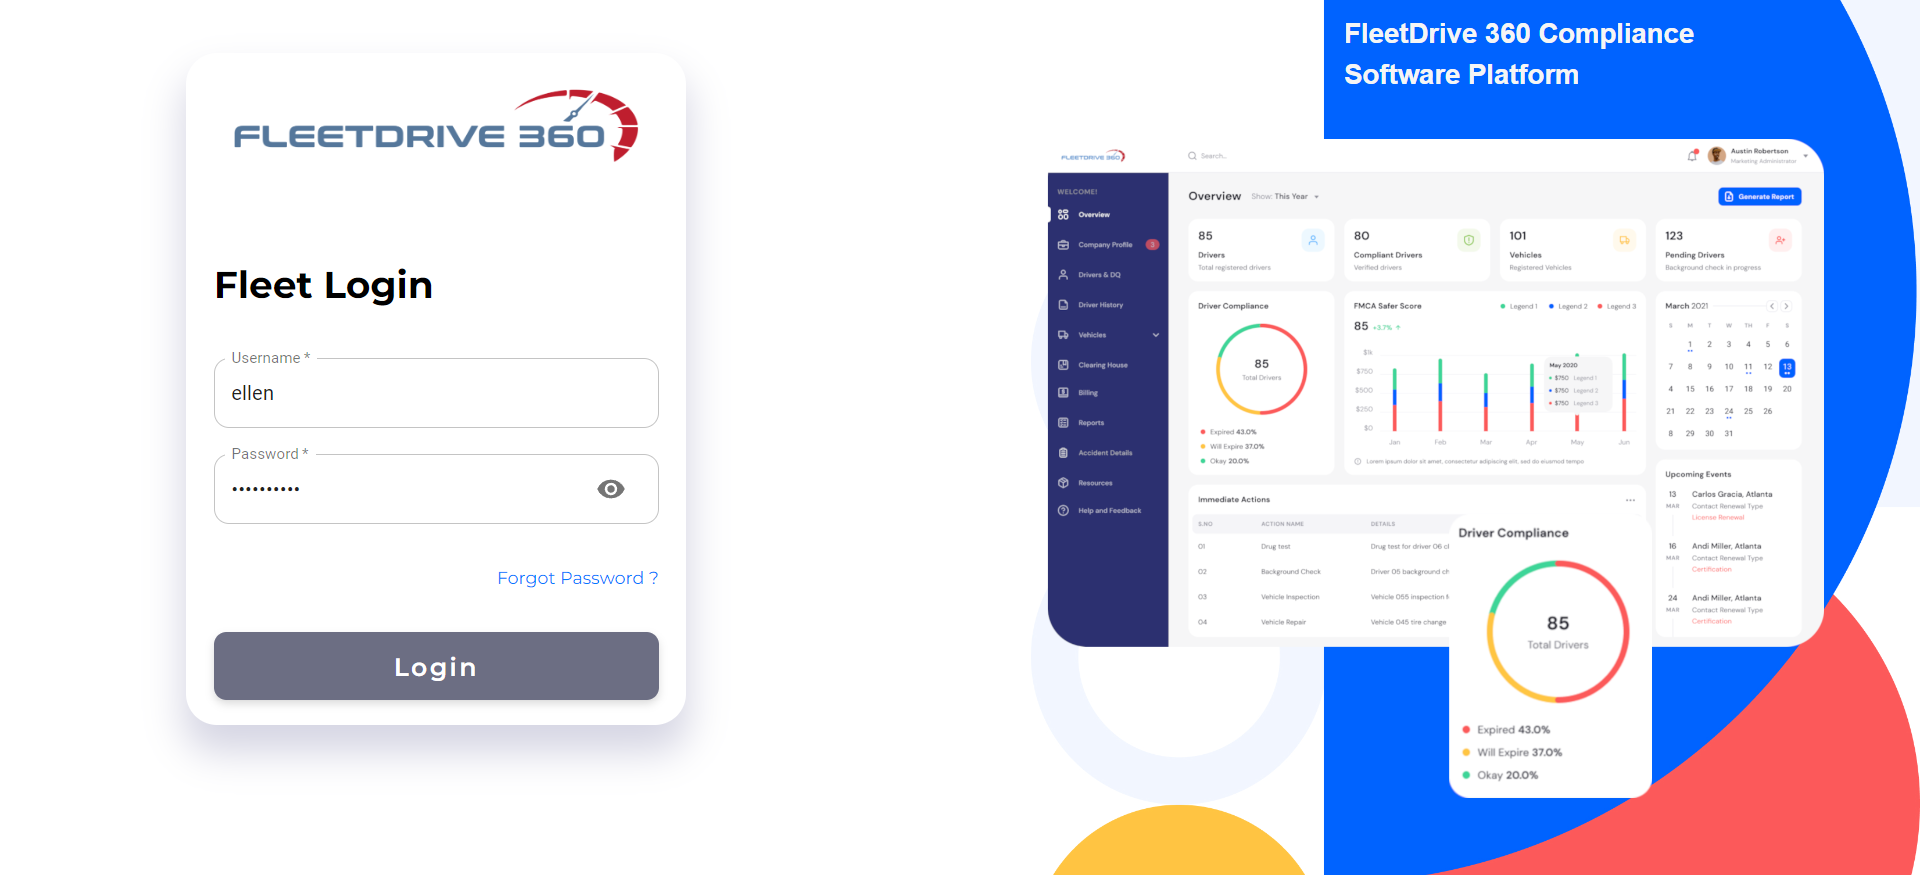 FLEETDRIVE 360
Fleet Login
Username *
ellen
Password *
••••••••••
Forgot Password ?
Login
FleetDrive 360 Compliance
Software Platform
FLEETDRIVE 360
Search..
Austin Robertson
Marketing Administrator
WELCOME!
Overview
Company Profile 3
Drivers & DQ
Driver History
Vehicles
Clearing House
Billing
Reports
Accident Details
Resources
Help and Feedback
Overview Show: This Year
Generate Report
85
Drivers
Total registered drivers
80
Compliant Drivers
Verified drivers
101
Vehicles
Registered Vehicles
123
Pending Drivers
Background check in progress
Driver Compliance
85
Total Drivers
Expired 43.0%
Will Expire 37.0%
Okay 20.0%
FMCA Safer Score
Legend 1 Legend 2 Legend 3
85 +3.7% ↑
$1k
$750
$500
$250
$0
Jan Feb Mar Apr May Jun
May 2020
$750 Legend 1
$750 Legend 2
$750 Legend 3
Lorem ipsum dolor sit amet, consectetur adipiscing elit, sed do eiusmod tempo
March 2021
S M T W TH F S
1 2 3 4 5 6
7 8 9 10 11 12 13
4 15 16 17 18 19 20
21 22 23 24 25 26
8 29 30 31
Immediate Actions
S.NO ACTION NAME DETAILS
01 Drug test Drug test for driver 06 cl
02 Background Check Driver 05 background ch
03 Vehicle Inspection Vehicle 055 inspection f
04 Vehicle Repair Vehicle 045 tire change
Upcoming Events
13 Carlos Gracia, Atlanta
MAR Contact Renewal Type
License Renewal
16 Andi Miller, Atlanta
MAR Contact Renewal Type
Certification
24 Andi Miller, Atlanta
MAR Contact Renewal Type
Certification
Driver Compliance
85
Total Drivers
Expired 43.0%
Will Expire 37.0%
Okay 20.0%